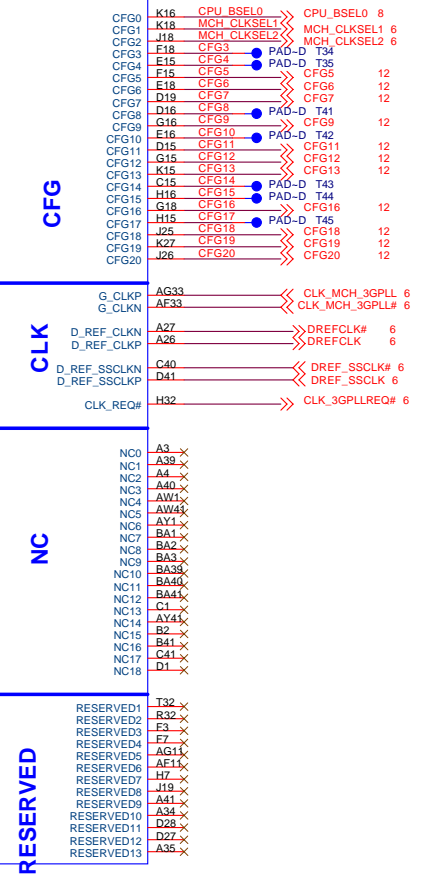 CFG
CFG0 K16 CPU_BSEL0 CPU_BSEL0 8
CFG1 K18 MCH_CLKSEL1 MCH_CLKSEL1 6
CFG2 J18 MCH_CLKSEL2 MCH_CLKSEL2 6
CFG3 F18 CFG3 PAD~D T34
CFG4 E15 CFG4 PAD~D T35
CFG5 F15 CFG5 CFG5 12
CFG6 E18 CFG6 CFG6 12
CFG7 D19 CFG7 CFG7 12
CFG8 D16 CFG8 PAD~D T41
CFG9 G16 CFG9 CFG9 12
CFG10 E16 CFG10 PAD~D T42
CFG11 D15 CFG11 CFG11 12
CFG12 G15 CFG12 CFG12 12
CFG13 K15 CFG13 CFG13 12
CFG14 C15 CFG14 PAD~D T43
CFG15 H16 CFG15 PAD~D T44
CFG16 G18 CFG16 CFG16 12
CFG17 H15 CFG17 PAD~D T45
CFG18 J25 CFG18 CFG18 12
CFG19 K27 CFG19 CFG19 12
CFG20 J26 CFG20 CFG20 12
CLK
G_CLKP AG33 CLK_MCH_3GPLL 6
G_CLKN AF33 CLK_MCH_3GPLL# 6
D_REF_CLKN A27 DREFCLK# 6
D_REF_CLKP A26 DREFCLK 6
D_REF_SSCLKN C40 DREF_SSCLK# 6
D_REF_SSCLKP D41 DREF_SSCLK 6
CLK_REQ# H32 CLK_3GPLLREQ# 6
NC
NC0 A3
NC1 A39
NC2 A4
NC3 A40
NC4 AW1
NC5 AW41
NC6 AY1
NC7 BA1
NC8 BA2
NC9 BA3
NC10 BA39
NC11 BA40
NC12 BA41
NC13 C1
NC14 AY41
NC15 B2
NC16 B41
NC17 C41
NC18 D1
RESERVED
RESERVED1 T32
RESERVED2 R32
RESERVED3 F3
RESERVED4 F7
RESERVED5 AG11
RESERVED6 AF11
RESERVED7 H7
RESERVED8 J19
RESERVED9 A41
RESERVED10 A34
RESERVED11 D28
RESERVED12 D27
RESERVED13 A35